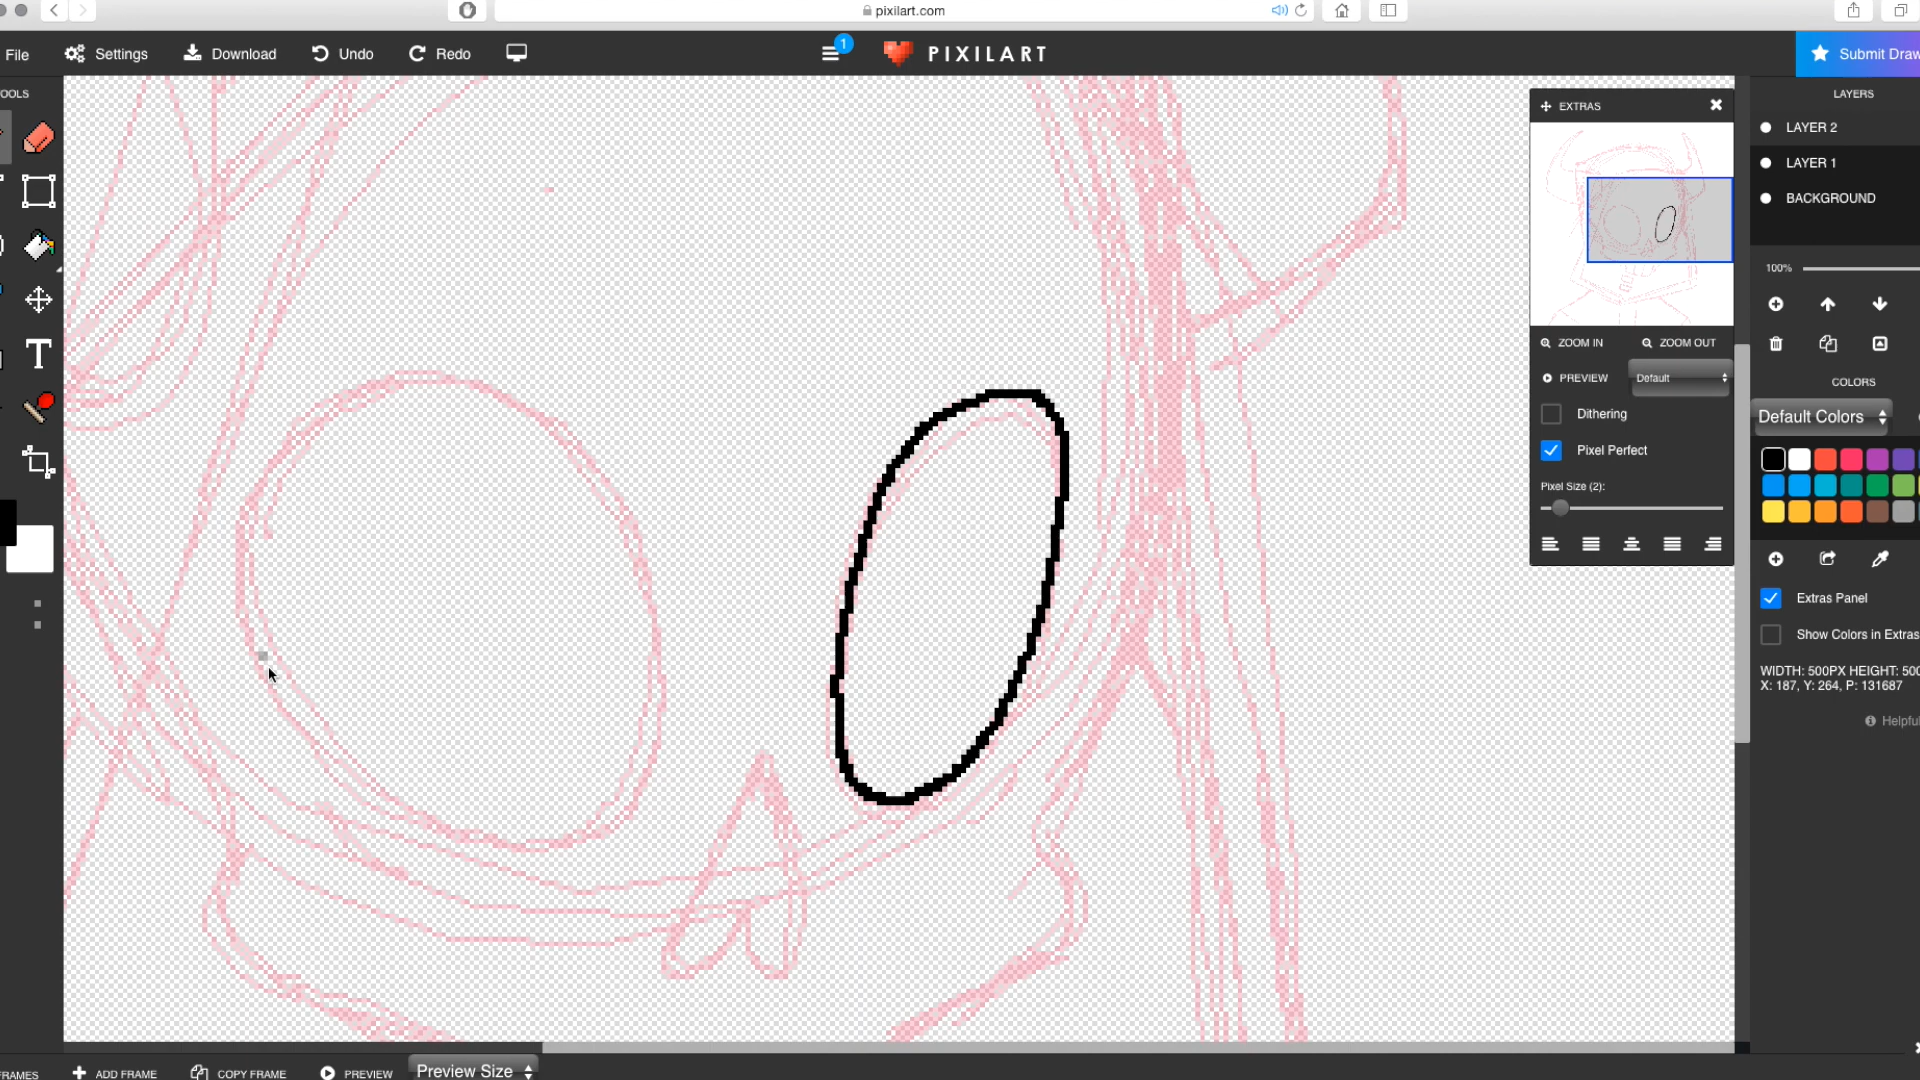 pixilart.com
File Settings Download Undo Redo 1 PIXILART Submit Draw
OOLS
EXTRAS
LAYERS
LAYER 2
LAYER 1
BACKGROUND
100%
ZOOM IN ZOOM OUT
PREVIEW Default
Dithering
Pixel Perfect
Pixel Size (2):
COLORS
Default Colors
Extras Panel
Show Colors in Extras
WIDTH: 500PX HEIGHT: 500
X: 187, Y: 264, P: 131687
Helpful
T
FRAMES ADD FRAME COPY FRAME PREVIEW Preview Size